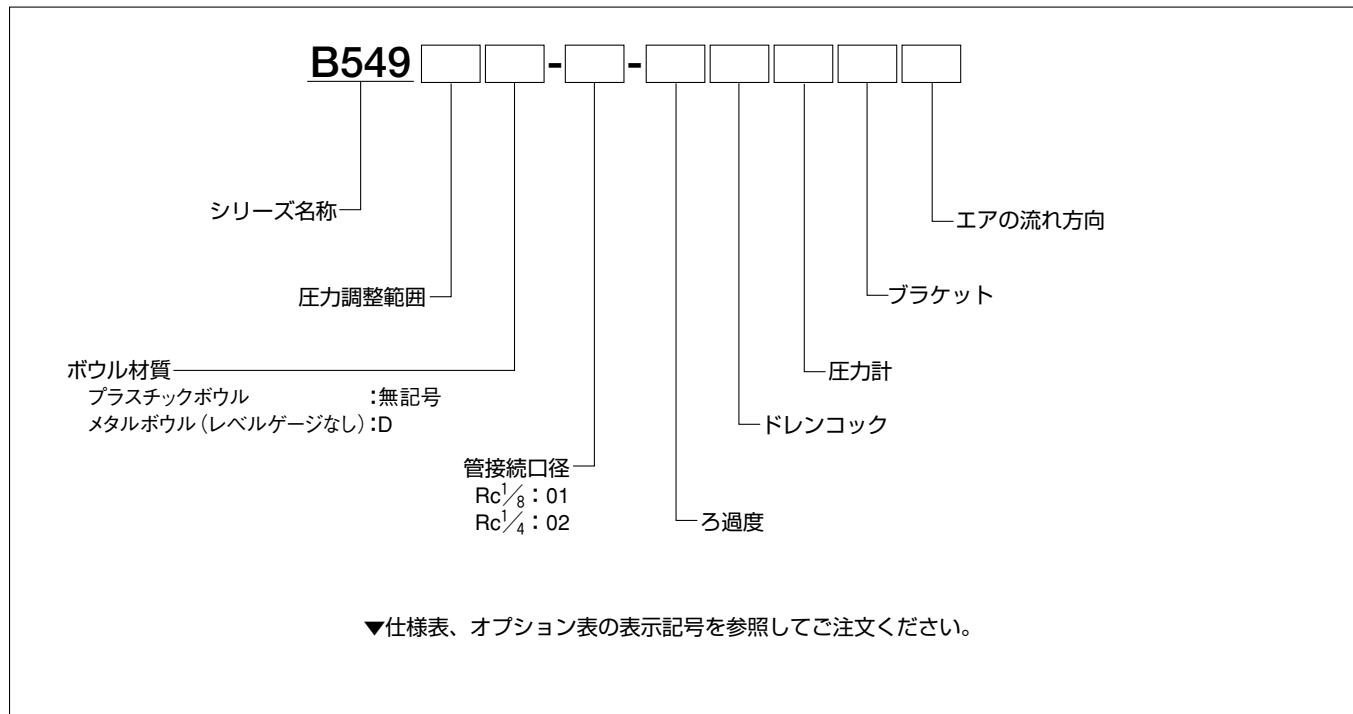 B549 - -
シリーズ名称
エアの流れ方向
圧力調整範囲
ブラケット
ボウル材質
プラスチックボウル :無記号
メタルボウル(レベルゲージなし):D
圧力計
ドレンコック
管接続口径
Rc1/8:01
Rc1/4:02
ろ過度
▼仕様表、オプション表の表示記号を参照してご注文ください。